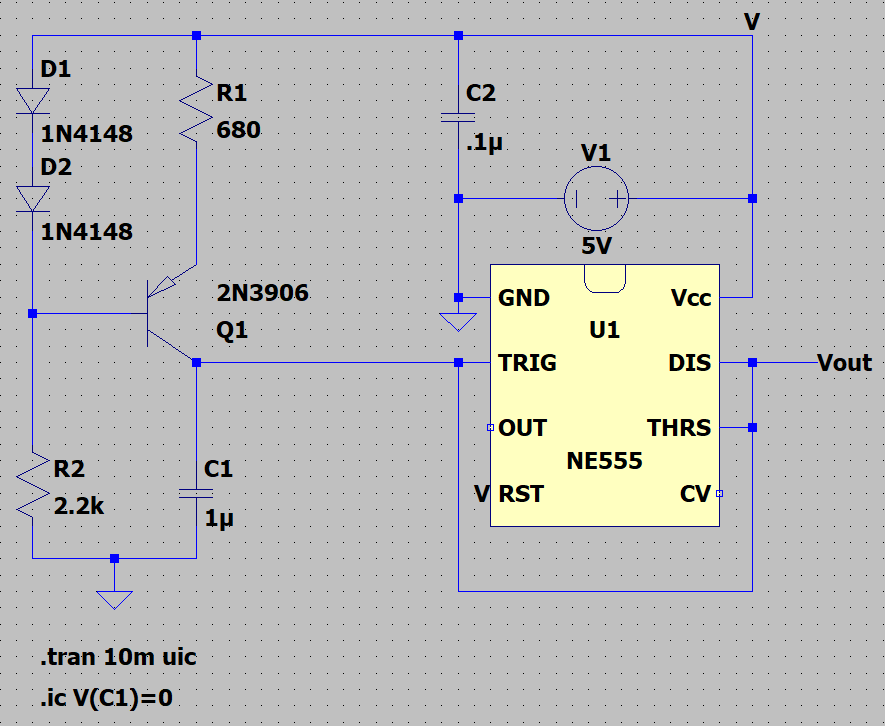 V
D1
1N4148
D2
1N4148
R1
680
C2
.1µ
V1
5V
2N3906
Q1
GND
Vcc
U1
TRIG
DIS
Vout
OUT
THRS
NE555
V
RST
CV
R2
2.2k
C1
1µ
.tran 10m uic
.ic V(C1)=0